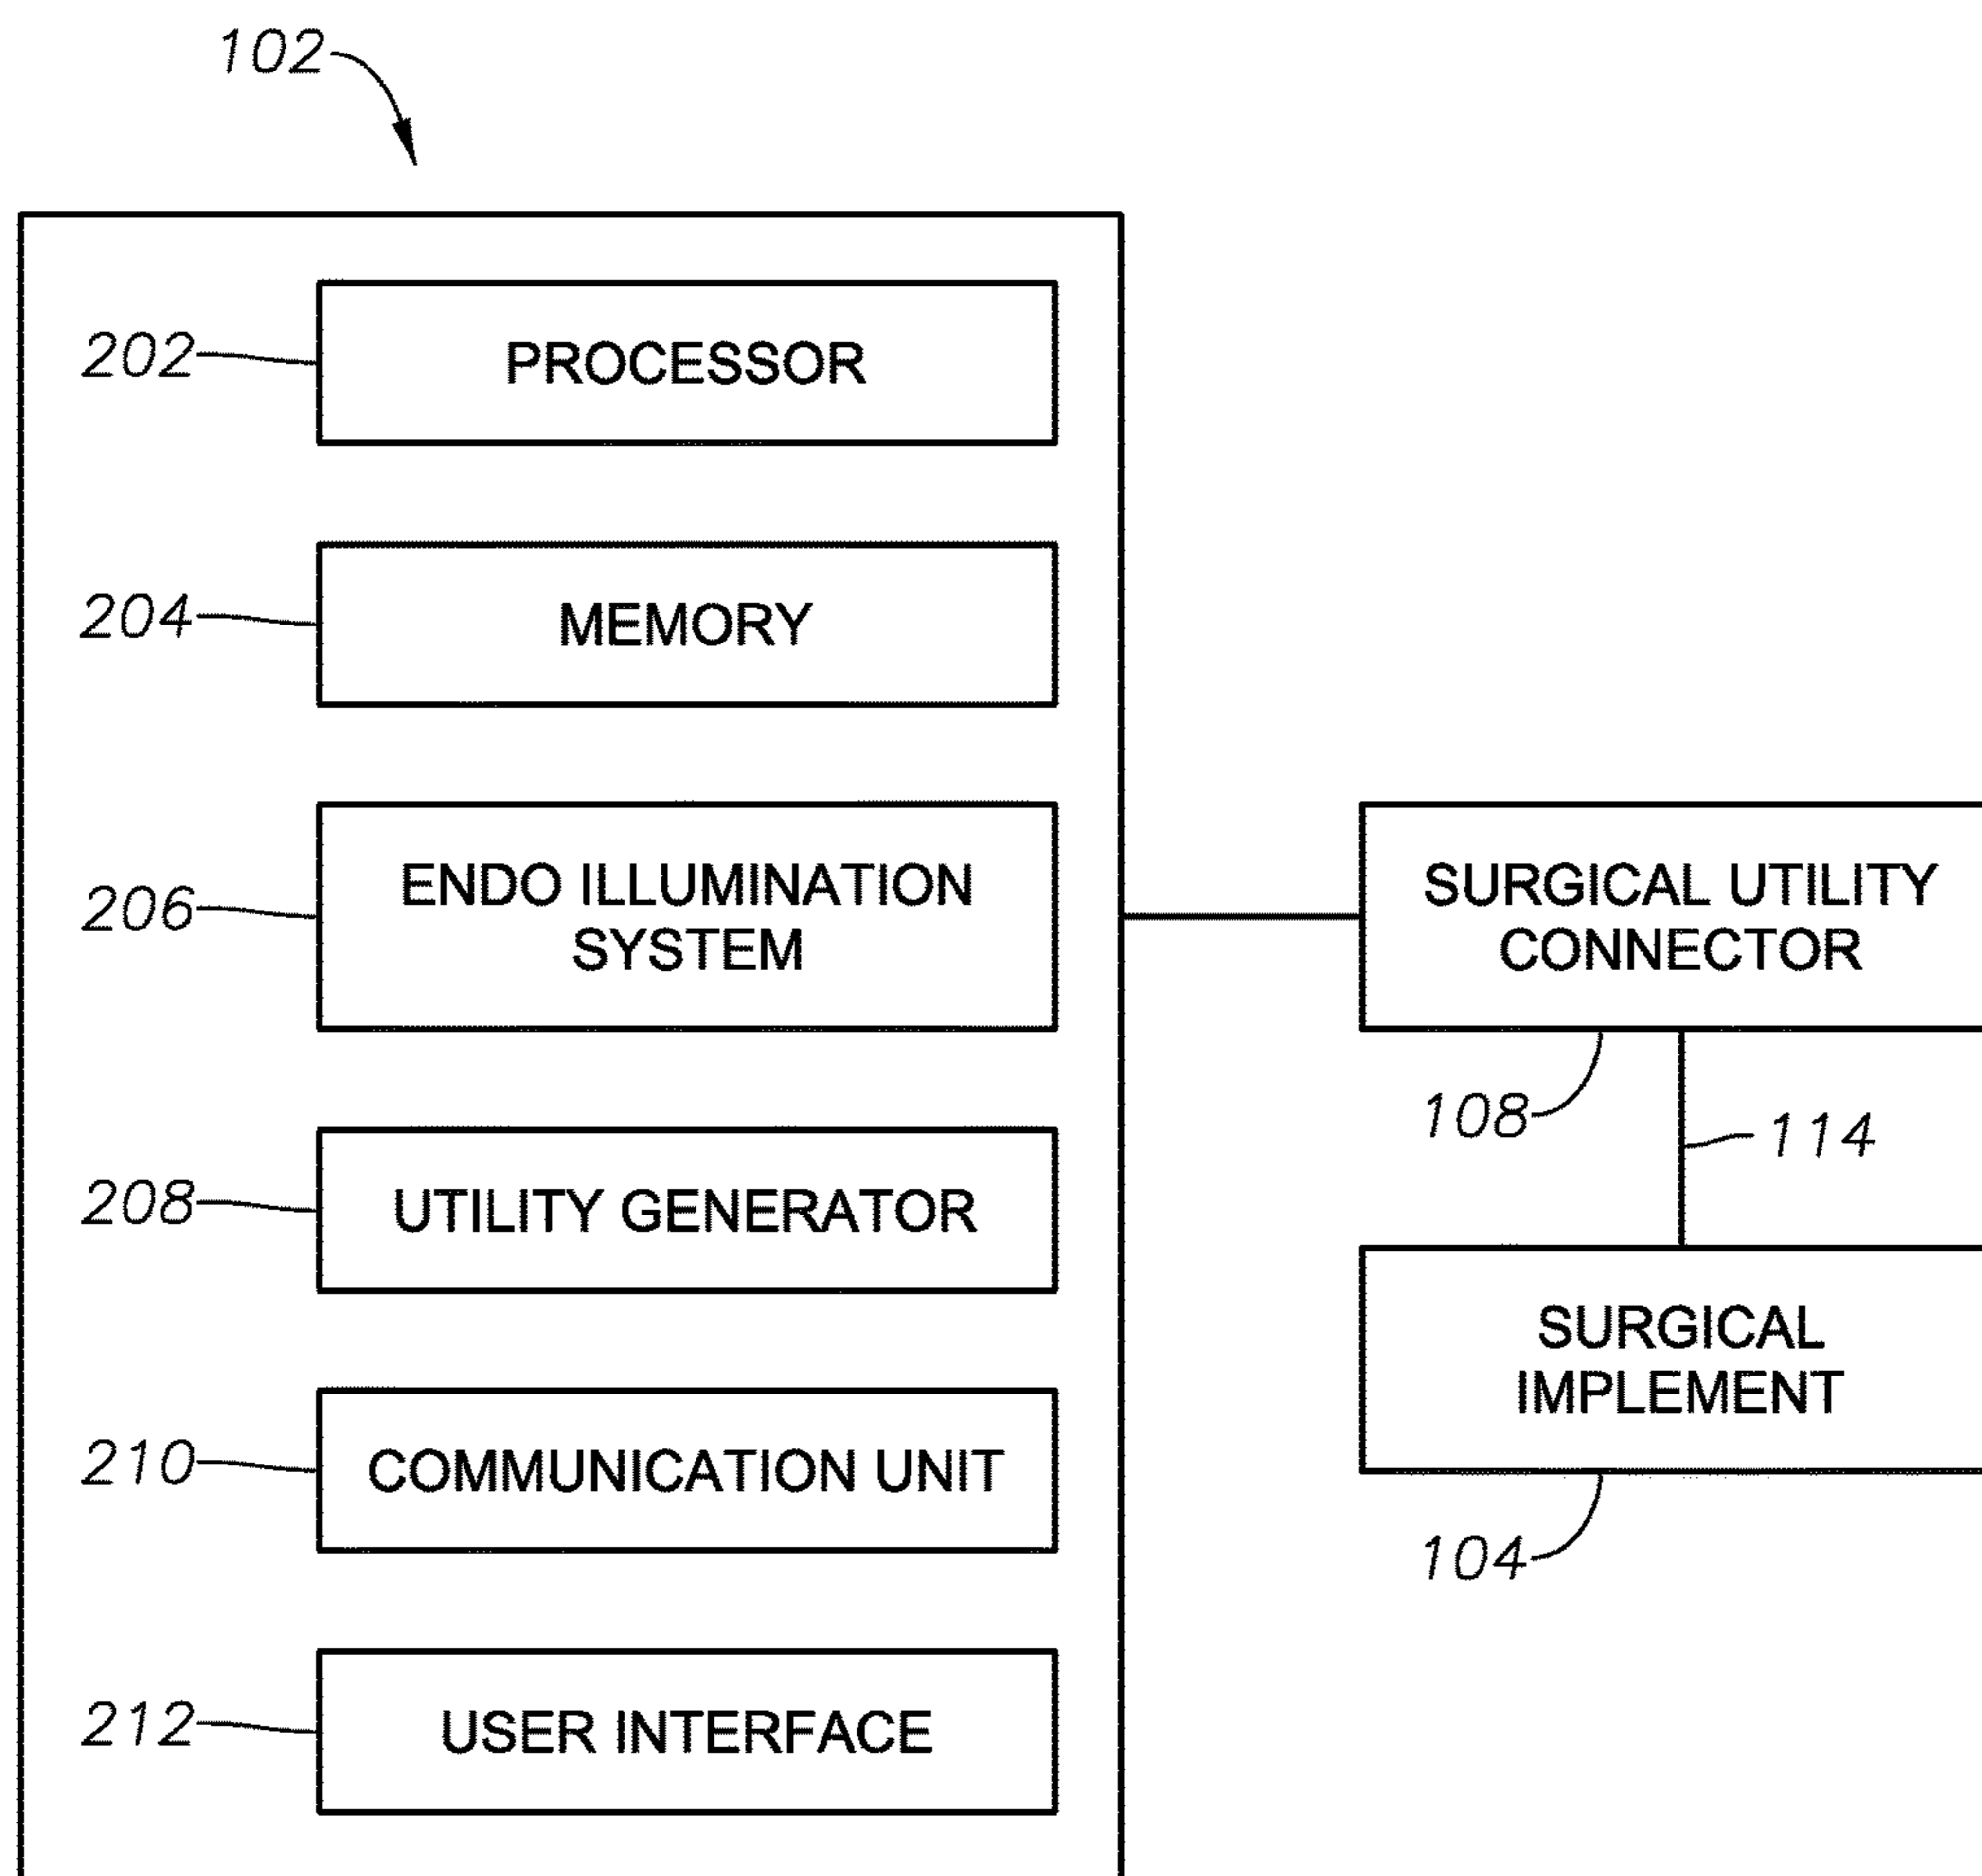 102
202
PROCESSOR
204
MEMORY
206
ENDO ILLUMINATION
SYSTEM
SURGICAL UTILITY
CONNECTOR
108
114
208
UTILITY GENERATOR
SURGICAL
IMPLEMENT
104
210
COMMUNICATION UNIT
212
USER INTERFACE